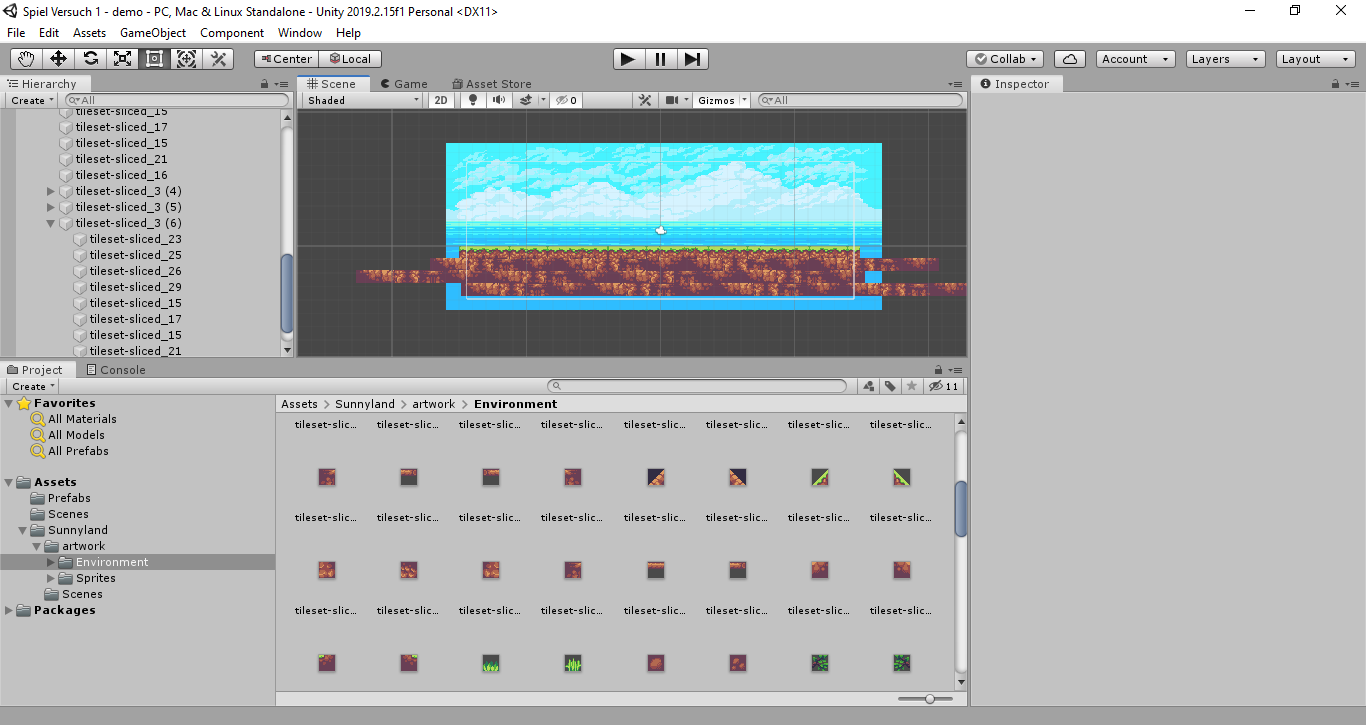 Spiel Versuch 1 - demo - PC, Mac & Linux Standalone - Unity 2019.2.15f1 Personal <DX11>
File Edit Assets GameObject Component Window Help
Center Local Collab Account Layers Layout
Hierarchy
Create All
tileset-sliced_15
tileset-sliced_17
tileset-sliced_15
tileset-sliced_21
tileset-sliced_16
tileset-sliced_3 (4)
tileset-sliced_3 (5)
tileset-sliced_3 (6)
tileset-sliced_23
tileset-sliced_25
tileset-sliced_26
tileset-sliced_29
tileset-sliced_15
tileset-sliced_17
tileset-sliced_15
tileset-sliced_21
Scene Game Asset Store
Shaded 2D 0 Gizmos All
Inspector
Project Console
Create 11
Favorites
All Materials
All Models
All Prefabs
Assets
Prefabs
Scenes
Sunnyland
artwork
Environment
Sprites
Scenes
Packages
Assets > Sunnyland > artwork > Environment
tileset-slic... tileset-slic... tileset-slic... tileset-slic... tileset-slic... tileset-slic... tileset-slic... tileset-slic...
tileset-slic... tileset-slic... tileset-slic... tileset-slic... tileset-slic... tileset-slic... tileset-slic... tileset-slic...
tileset-slic... tileset-slic... tileset-slic... tileset-slic... tileset-slic... tileset-slic... tileset-slic... tileset-slic...